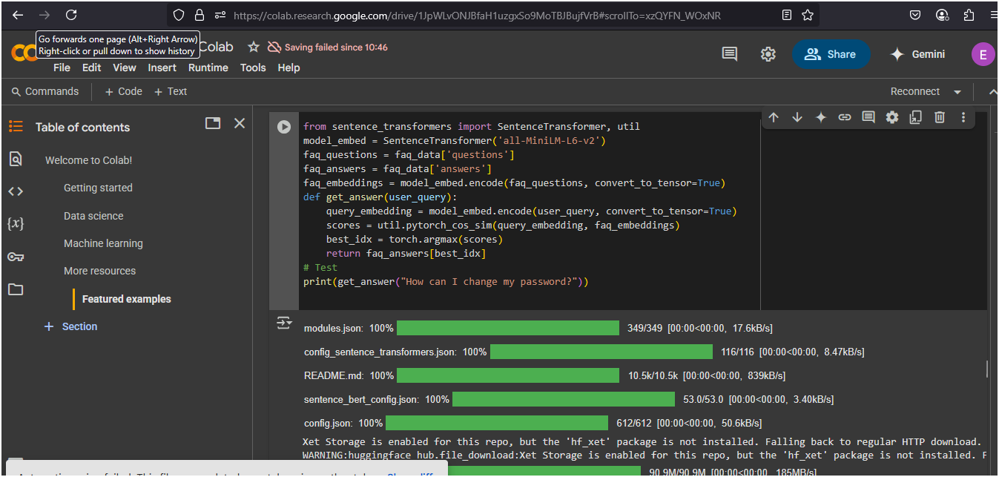 https://colab.research.google.com/drive/1JpWLvONJBfaH1uzgxSo9MoTBJBujfVrB#scrollTo=xzQYFN_WOxNR
Go forwards one page (Alt+Right Arrow)
Right-click or pull down to show history
Colab
Saving failed since 10:46
File Edit View Insert Runtime Tools Help
Share
Gemini
E
Commands + Code + Text
Reconnect
Table of contents
Welcome to Colab!
Getting started
Data science
Machine learning
More resources
Featured examples
+ Section
from sentence_transformers import SentenceTransformer, util
model_embed = SentenceTransformer('all-MiniLM-L6-v2')
faq_questions = faq_data['questions']
faq_answers = faq_data['answers']
faq_embeddings = model_embed.encode(faq_questions, convert_to_tensor=True)
def get_answer(user_query):
    query_embedding = model_embed.encode(user_query, convert_to_tensor=True)
    scores = util.pytorch_cos_sim(query_embedding, faq_embeddings)
    best_idx = torch.argmax(scores)
    return faq_answers[best_idx]
# Test
print(get_answer("How can I change my password?"))
modules.json: 100% 349/349 [00:00<00:00, 17.6kB/s]
config_sentence_transformers.json: 100% 116/116 [00:00<00:00, 8.47kB/s]
README.md: 100% 10.5k/10.5k [00:00<00:00, 839kB/s]
sentence_bert_config.json: 100% 53.0/53.0 [00:00<00:00, 3.40kB/s]
config.json: 100% 612/612 [00:00<00:00, 50.6kB/s]
Xet Storage is enabled for this repo, but the 'hf_xet' package is not installed. Falling back to regular HTTP download.
WARNING:huggingface_hub.file_download:Xet Storage is enabled for this repo, but the 'hf_xet' package is not installed. F
90.9M/90.9M [00:00<00:00, 185MB/s]